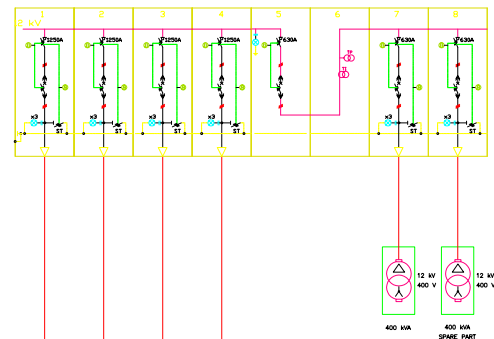 1 2 3 4 5 6 7 8
2 kV
1250A 1250A 1250A 1250A 630A 630A 630A
TP
x3 ST x3 ST x3 ST x3 ST x3 ST x3 ST
12 kV
400 V
12 kV
400 V
400 kVA
400 kVA
SPARE PART